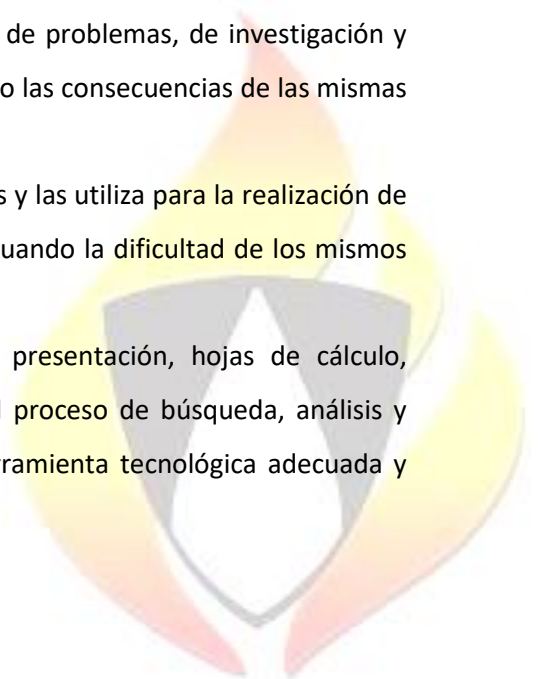 de problemas, de investigación y
o las consecuencias de las mismas
s y las utiliza para la realización de
uando la dificultad de los mismos
presentación, hojas de cálculo,
l proceso de búsqueda, análisis y
rramienta tecnológica adecuada y